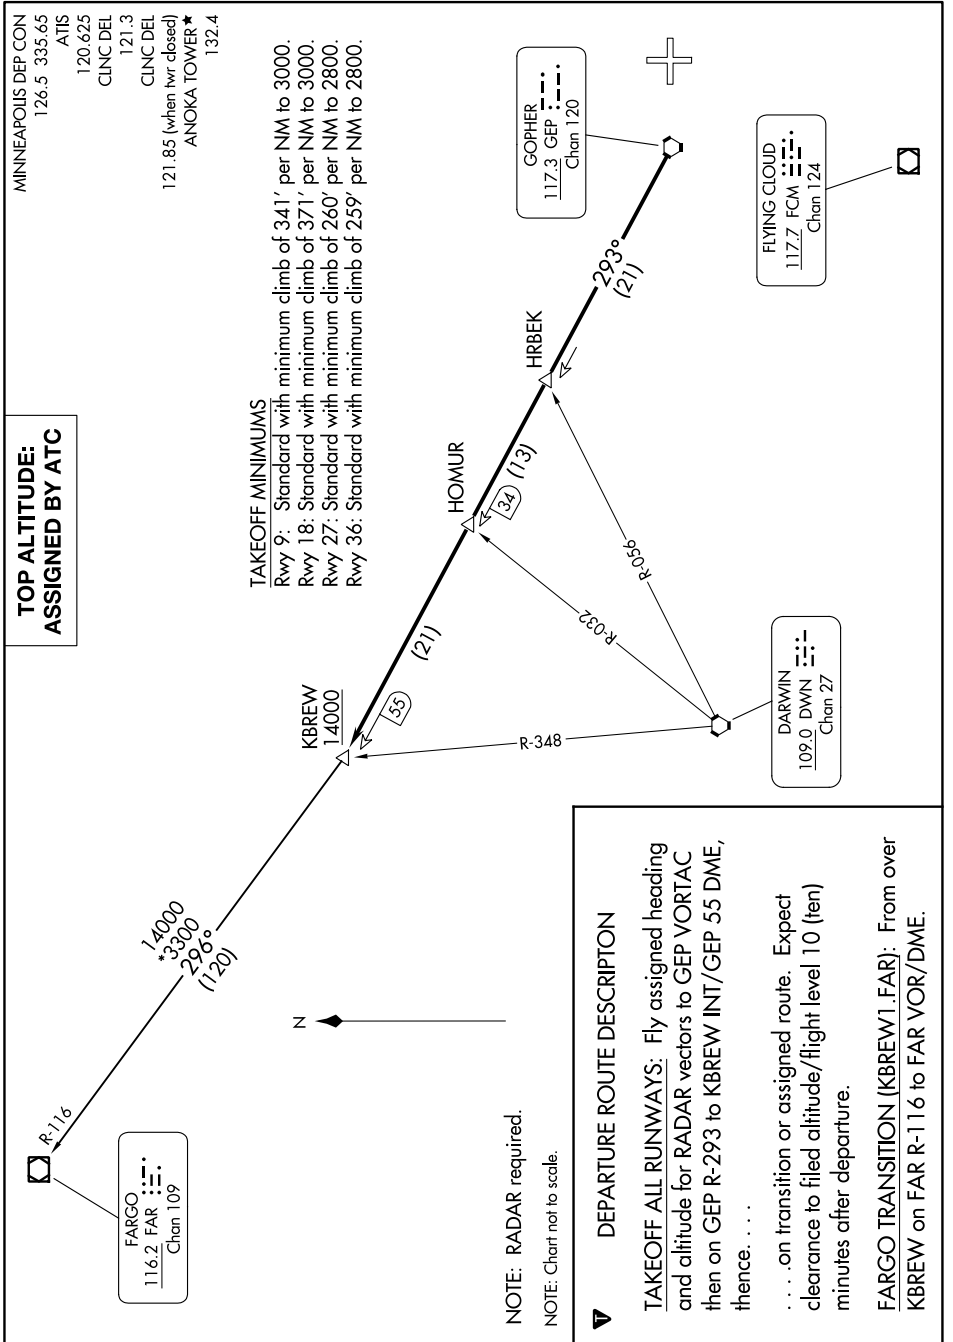 TOP ALTITUDE:
ASSIGNED BY ATC
MINNEAPOLIS DEP CON
126.5 335.65
ATIS
120.625
CLNC DEL
121.3
CLNC DEL
121.85 (when twr closed)
ANOKA TOWER★
132.4
TAKEOFF MINIMUMS
Rwy 9: Standard with minimum climb of 341' per NM to 3000.
Rwy 18: Standard with minimum climb of 371' per NM to 3000.
Rwy 27: Standard with minimum climb of 260' per NM to 2800.
Rwy 36: Standard with minimum climb of 259' per NM to 2800.
FARGO
116.2 FAR
Chan 109
R-116
14000
*3300
296°
(120)
N
KBREW
14000
55
(21)
HOMUR
34
(13)
HRBEK
293°
(21)
GOPHER
117.3 GEP
Chan 120
FLYING CLOUD
117.7 FCM
Chan 124
R-348
R-032
R-056
DARWIN
109.0 DWN
Chan 27
NOTE: RADAR required.
NOTE: Chart not to scale.
T
DEPARTURE ROUTE DESCRIPTON
TAKEOFF ALL RUNWAYS: Fly assigned heading
and altitude for RADAR vectors to GEP VORTAC
then on GEP R-293 to KBREW INT/GEP 55 DME,
thence. . . .
. . . .on transition or assigned route. Expect
clearance to filed altitude/flight level 10 (ten)
minutes after departure.
FARGO TRANSITION (KBREW1.FAR): From over
KBREW on FAR R-116 to FAR VOR/DME.